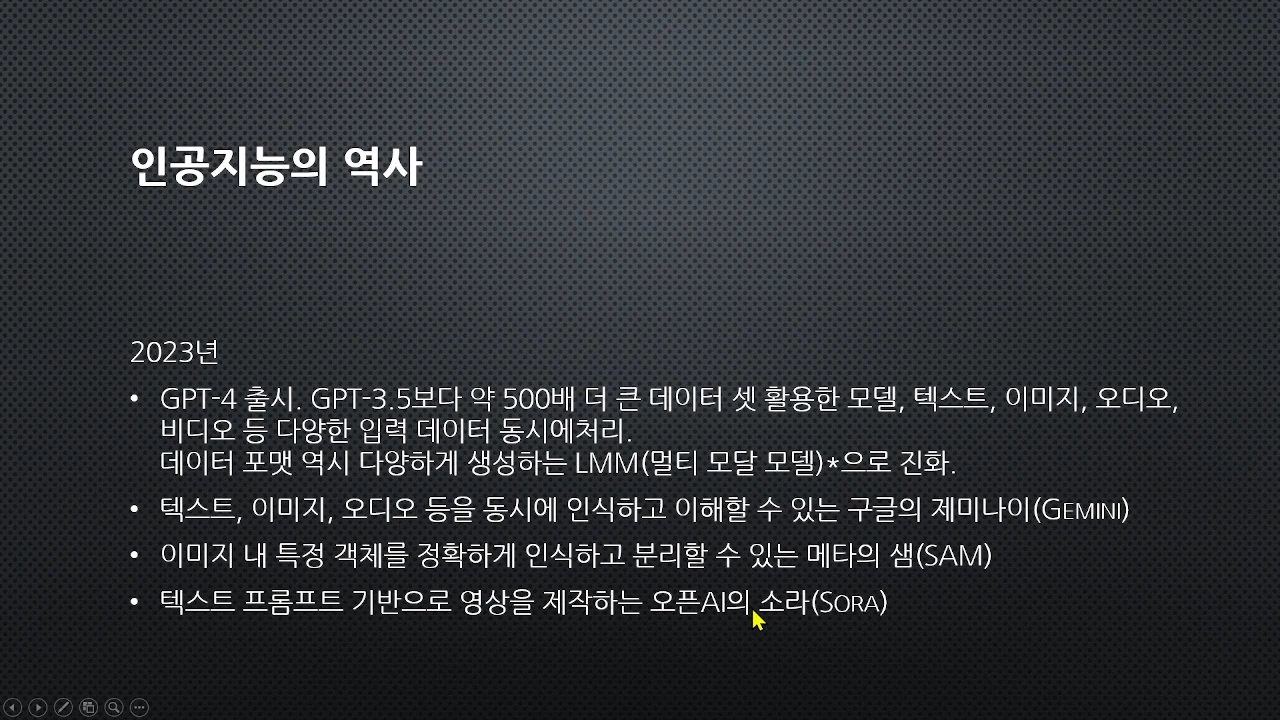 인공지능의 역사
2023년
• GPT-4 출시. GPT-3.5보다 약 500배 더 큰 데이터 셋 활용한 모델, 텍스트, 이미지, 오디오,
비디오 등 다양한 입력 데이터 동시에처리.
데이터 포맷 역시 다양하게 생성하는 LMM(멀티 모달 모델)*으로 진화.
• 텍스트, 이미지, 오디오 등을 동시에 인식하고 이해할 수 있는 구글의 제미나이(GEMINI)
• 이미지 내 특정 객체를 정확하게 인식하고 분리할 수 있는 메타의 샘(SAM)
• 텍스트 프롬프트 기반으로 영상을 제작하는 오픈AI의 소라(SORA)